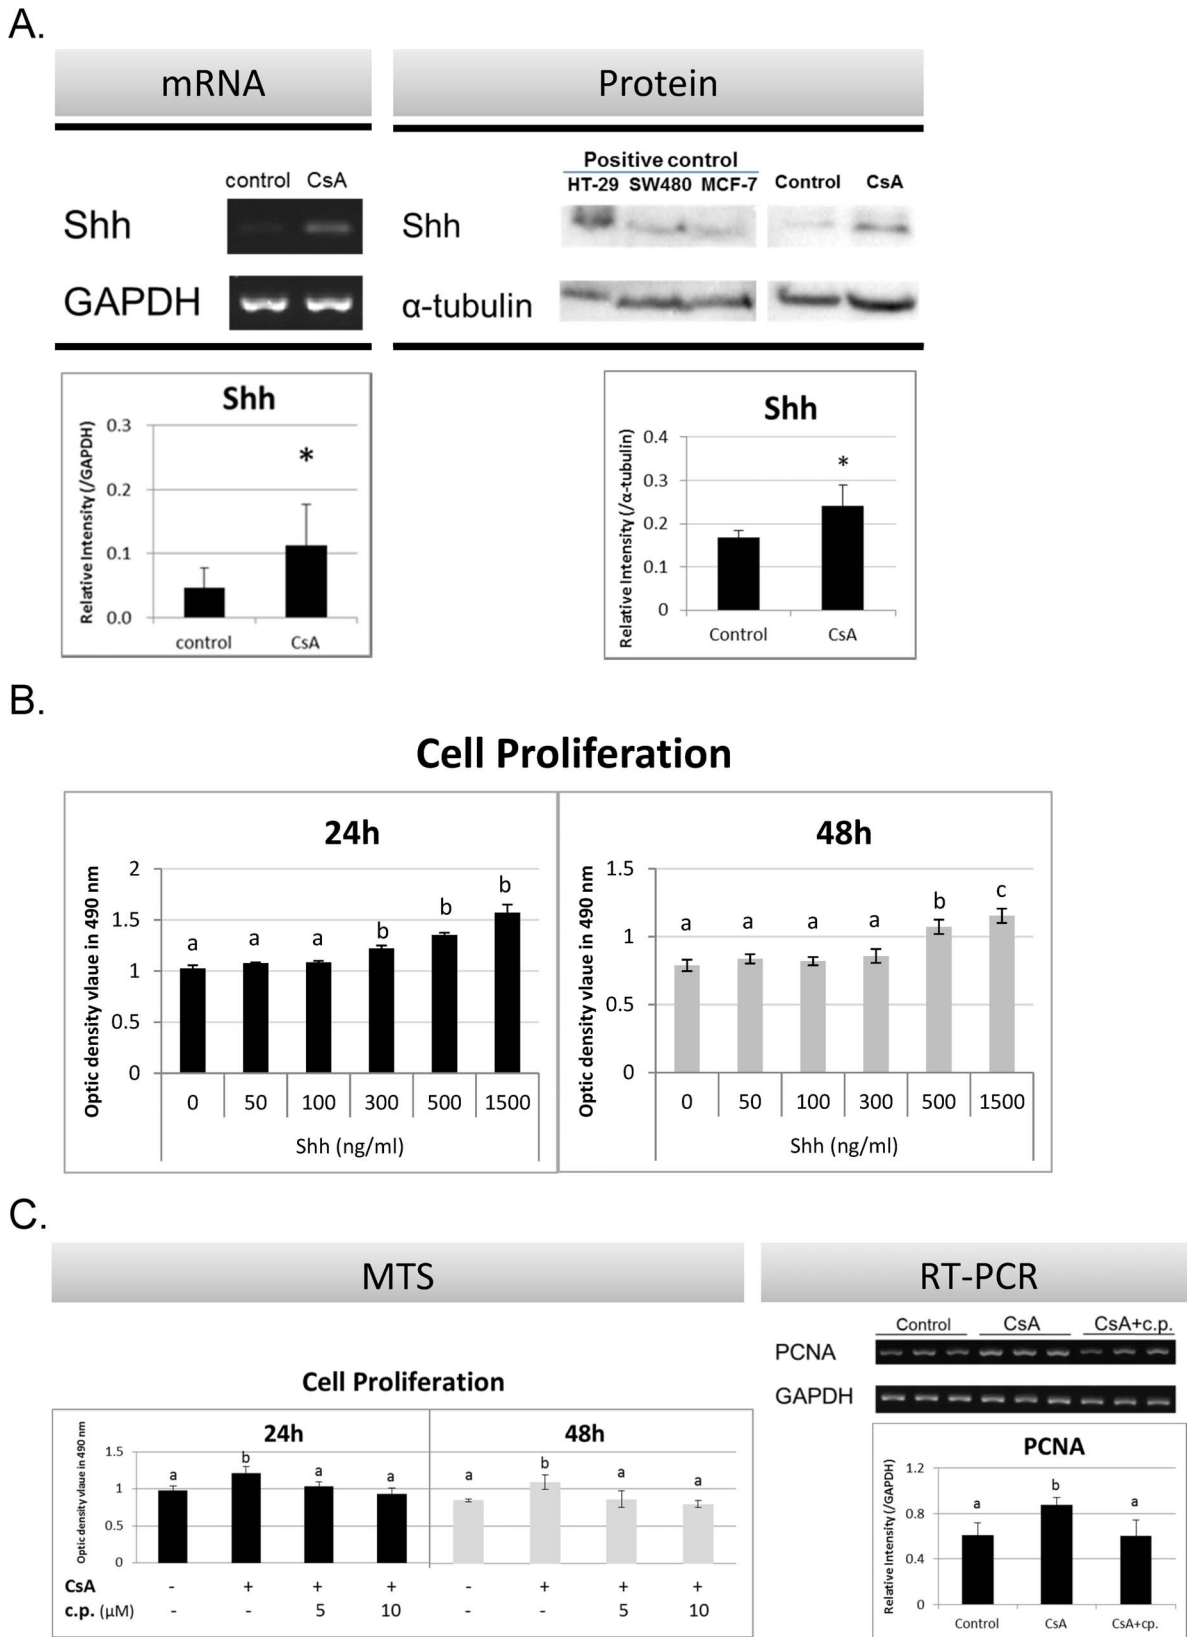 A.
mRNA
Protein
control CsA
Shh
GAPDH
Positive control
HT-29 SW480 MCF-7 Control CsA
Shh
α-tubulin
Shh
Relative Intensity (/GAPDH)
0.3
0.2
0.1
0.0
*
control CsA
Shh
Relative Intensity (/α-tubulin)
0.4
0.3
0.2
0.1
0
*
Control CsA
B.
Cell Proliferation
24h
Optic density vlaue in 490 nm
2
1.5
1
0.5
0
a a a b b b
0 50 100 300 500 1500
Shh (ng/ml)
48h
Optic density vlaue in 490 nm
1.5
1
0.5
0
a a a a b c
0 50 100 300 500 1500
Shh (ng/ml)
C.
MTS
Cell Proliferation
24h
48h
Optic density vlaue in 490 nm
1.5
1
0.5
0
a b a a a b a a
CsA - + + + - + + +
c.p. (μM) - - 5 10 - - 5 10
RT-PCR
Control CsA CsA+c.p.
PCNA
GAPDH
PCNA
Relative Intensity (/GAPDH)
1.2
0.8
0.4
0
a b a
Control CsA CsA+cp.